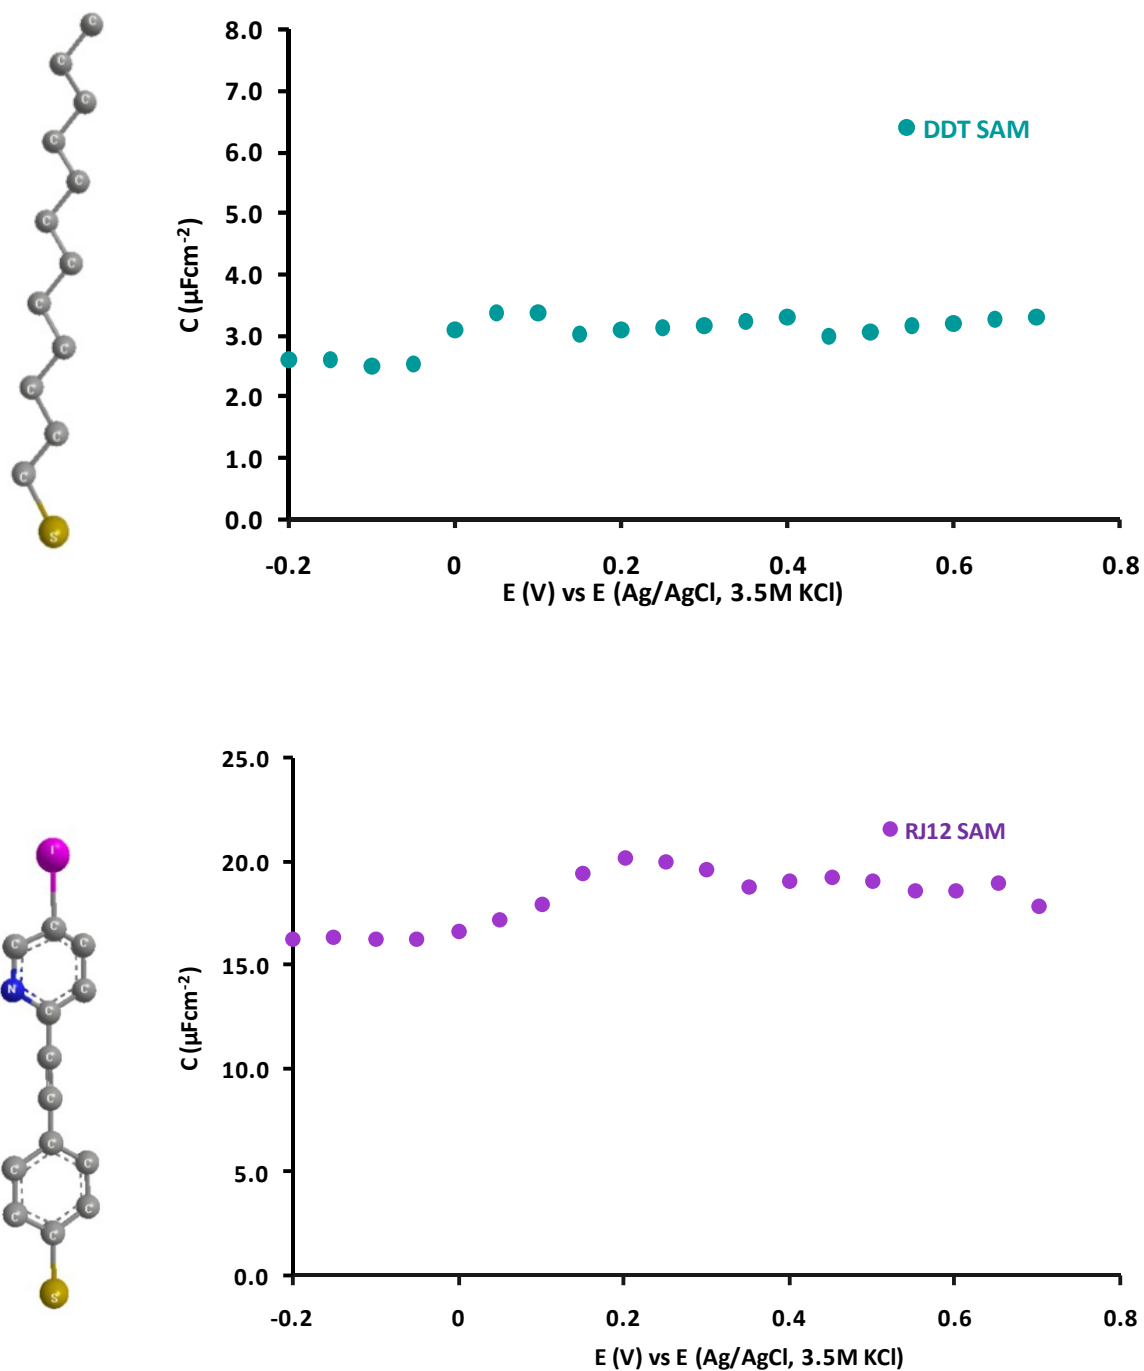 C
C
C
C
C
C
C
C
C
C
C
C
S
8.0
7.0
6.0
5.0
4.0
3.0
2.0
1.0
0.0
C (µFcm-2)
DDT SAM
-0.2 0 0.2 0.4 0.6 0.8
E (V) vs E (Ag/AgCl, 3.5M KCl)
I
C
C C
N C
C
C
C
C
C C
C C
C
S
25.0
20.0
15.0
10.0
5.0
0.0
C (µFcm-2)
RJ12 SAM
-0.2 0 0.2 0.4 0.6 0.8
E (V) vs E (Ag/AgCl, 3.5M KCl)